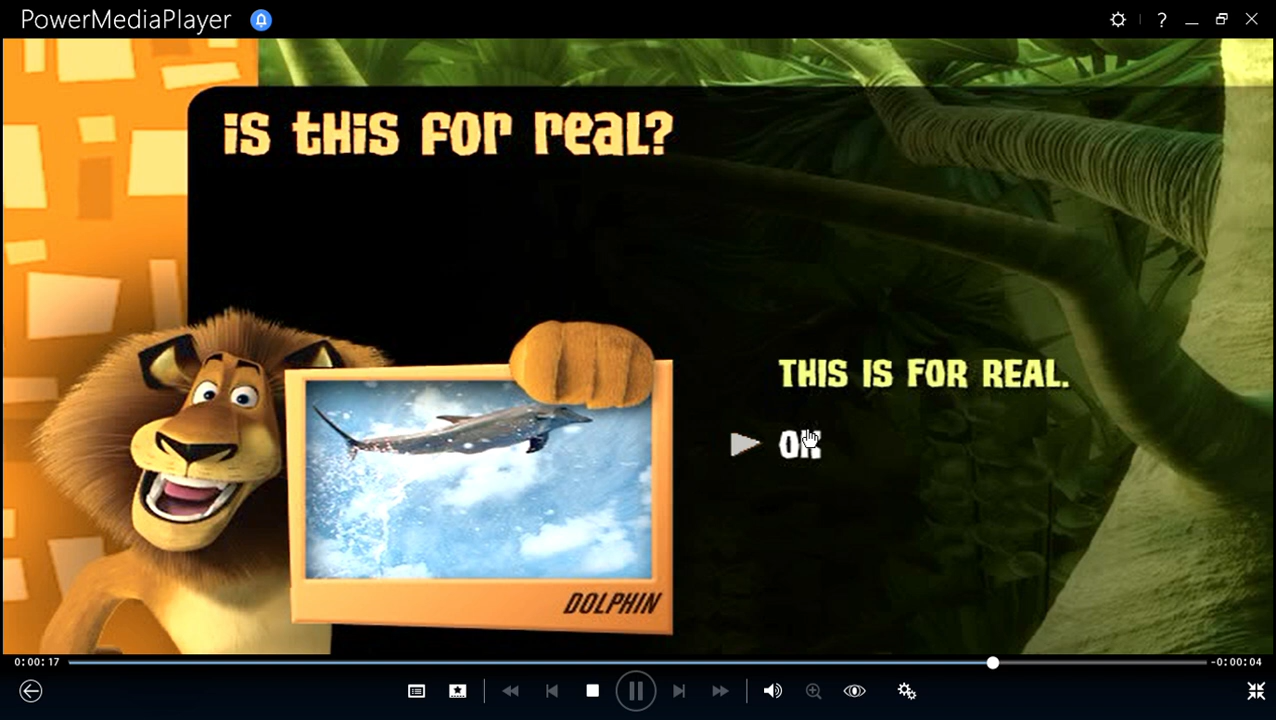 PowerMediaPlayer
?
is this for real?
THIS IS FOR REAL.
OK
DOLPHIN
0:00:17
-0:00:04